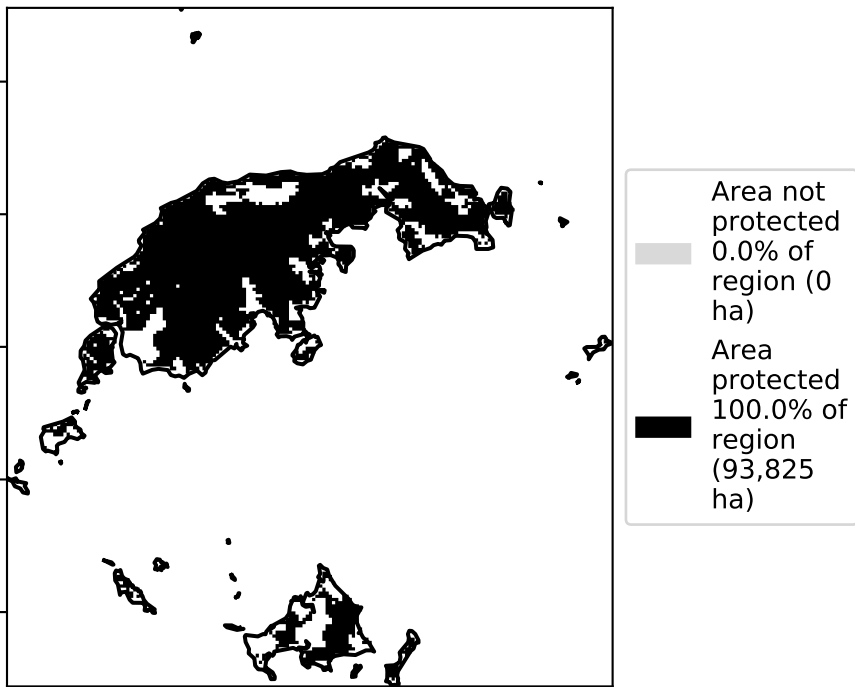 Area not
protected
0.0% of
region (0
ha)
Area
protected
100.0% of
region
(93,825
ha)